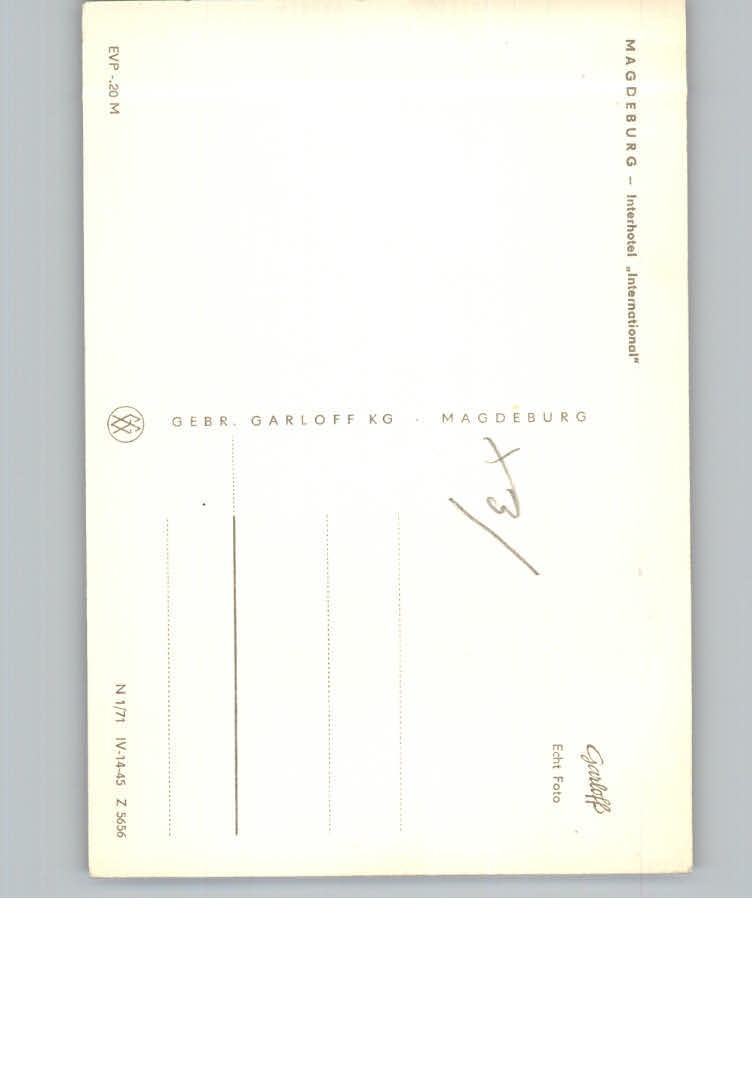 MAGDEBURG – Interhotel „International“
EVP -.20 M
GEBR. GARLOFF KG · MAGDEBURG
Garloff
Echt Foto
N 1/71 IV-14-45 Z 5656